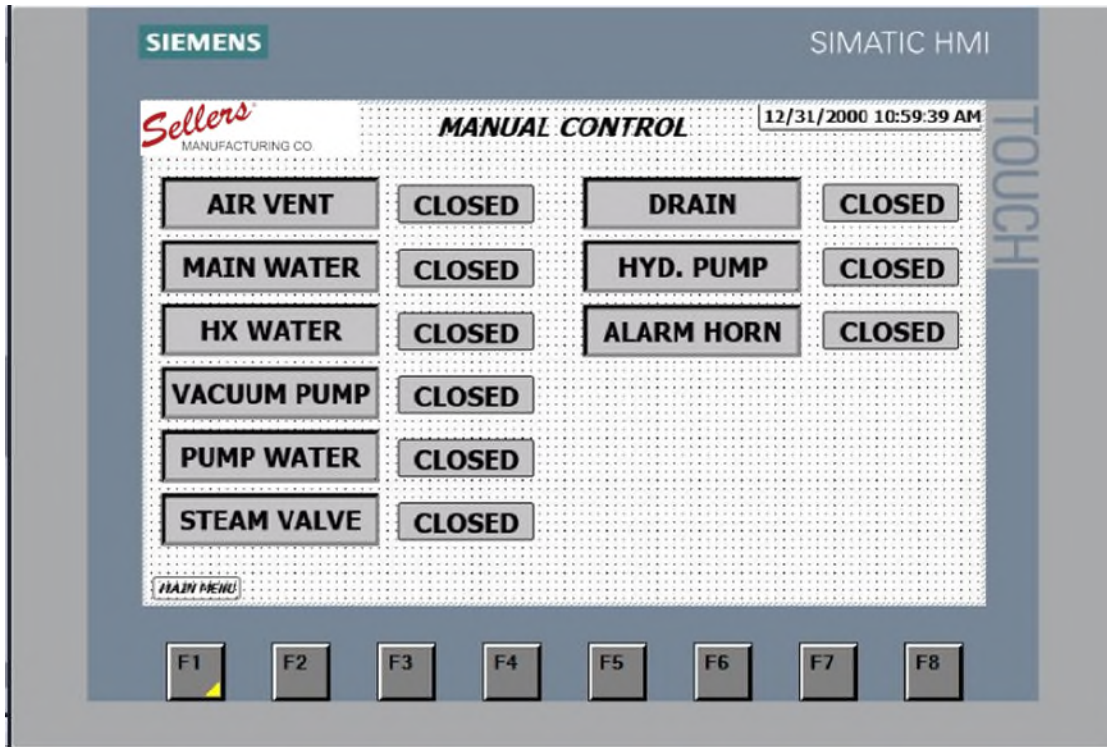 SIEMENS
SIMATIC HMI
Sellers
MANUFACTURING CO.
MANUAL CONTROL
12/31/2000 10:59:39 AM
TOUCH
AIR VENT CLOSED DRAIN CLOSED
MAIN WATER CLOSED HYD. PUMP CLOSED
HX WATER CLOSED ALARM HORN CLOSED
VACUUM PUMP CLOSED
PUMP WATER CLOSED
STEAM VALVE CLOSED
MAIN MENU
F1 F2 F3 F4 F5 F6 F7 F8